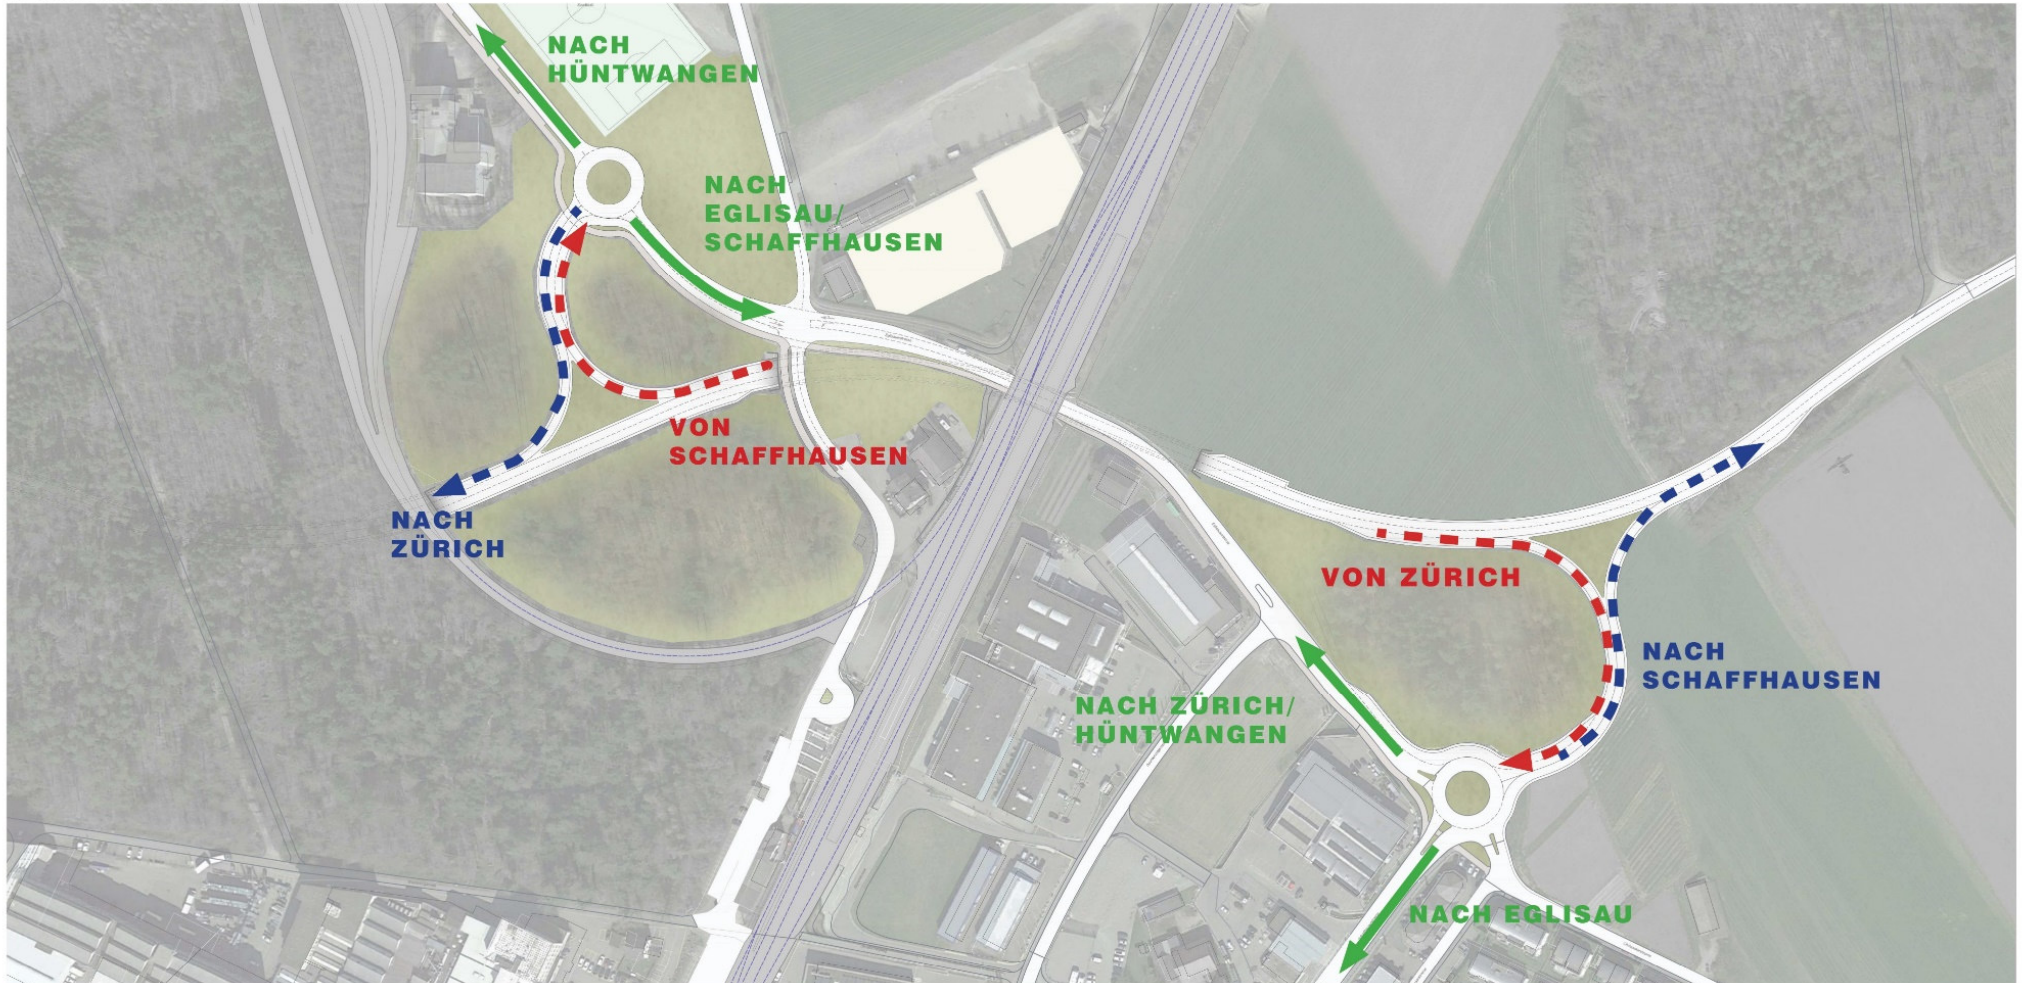 NACH
HÜNTWANGEN
NACH
EGLISAU/
SCHAFFHAUSEN
VON
SCHAFFHAUSEN
NACH
ZÜRICH
VON ZÜRICH
NACH
SCHAFFHAUSEN
NACH ZÜRICH/
HÜNTWANGEN
NACH EGLISAU